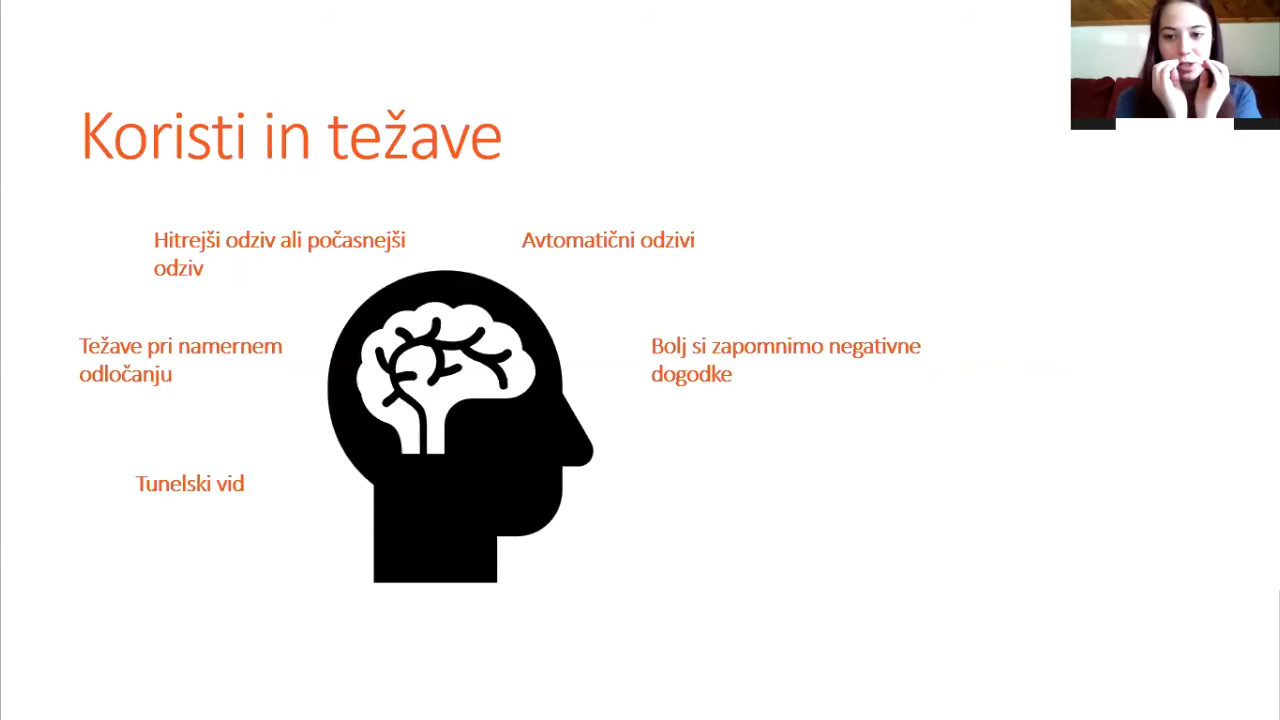 Koristi in težave
Hitrejši odziv ali počasnejši
odziv
Avtomatični odzivi
Težave pri namernem
odločanju
Bolj si zapomnimo negativne
dogodke
Tunelski vid